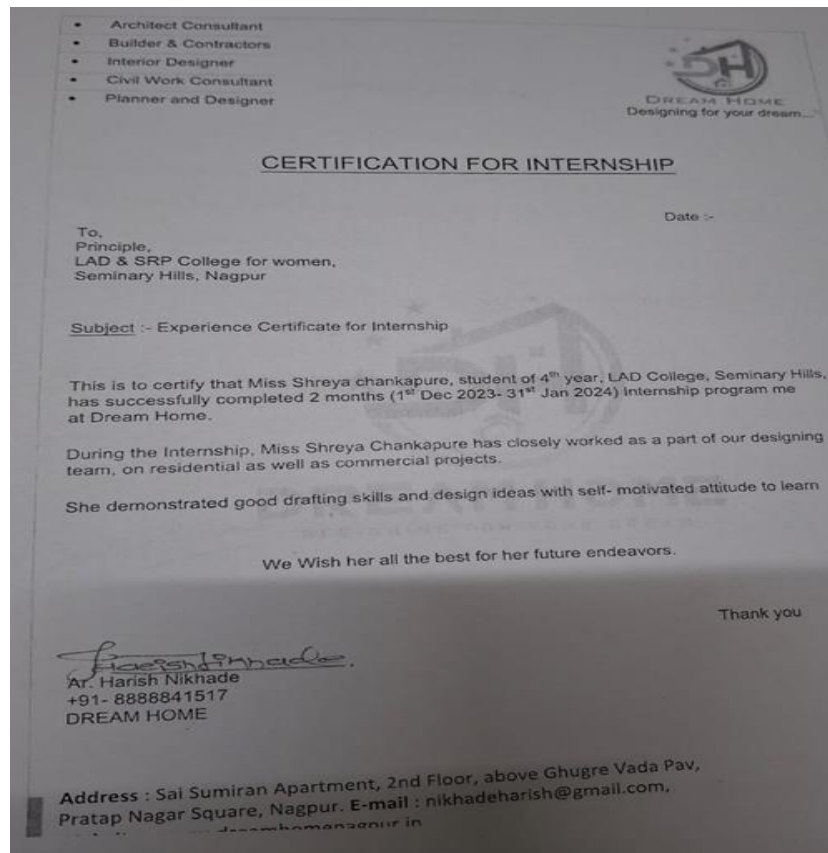 • Architect Consultant
• Builder & Contractors
• Interior Designer
• Civil Work Consultant
• Planner and Designer
DH
DREAM HOME
Designing for your dream...
CERTIFICATION FOR INTERNSHIP
Date :-
To,
Principle,
LAD & SRP College for women,
Seminary Hills, Nagpur
Subject :- Experience Certificate for Internship
This is to certify that Miss Shreya chankapure, student of 4th year, LAD College, Seminary Hills,
has successfully completed 2 months (1st Dec 2023- 31st Jan 2024) Internship program me
at Dream Home.
During the Internship, Miss Shreya Chankapure has closely worked as a part of our designing
team, on residential as well as commercial projects.
She demonstrated good drafting skills and design ideas with self- motivated attitude to learn
DREAM HOME
We Wish her all the best for her future endeavors.
Thank you
Ar. Harish Nikhade
+91- 8888841517
DREAM HOME
Address : Sai Sumiran Apartment, 2nd Floor, above Ghugre Vada Pav,
Pratap Nagar Square, Nagpur. E-mail : nikhadeharish@gmail.com,